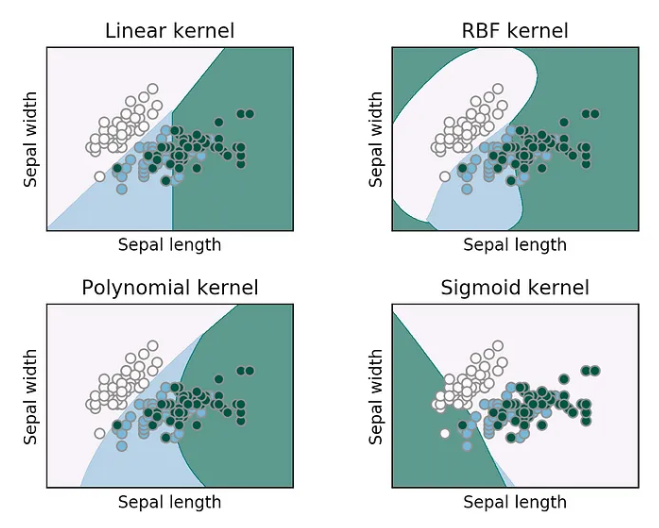 Linear kernel
Sepal width
Sepal length
RBF kernel
Sepal width
Sepal length
Polynomial kernel
Sepal width
Sepal length
Sigmoid kernel
Sepal width
Sepal length